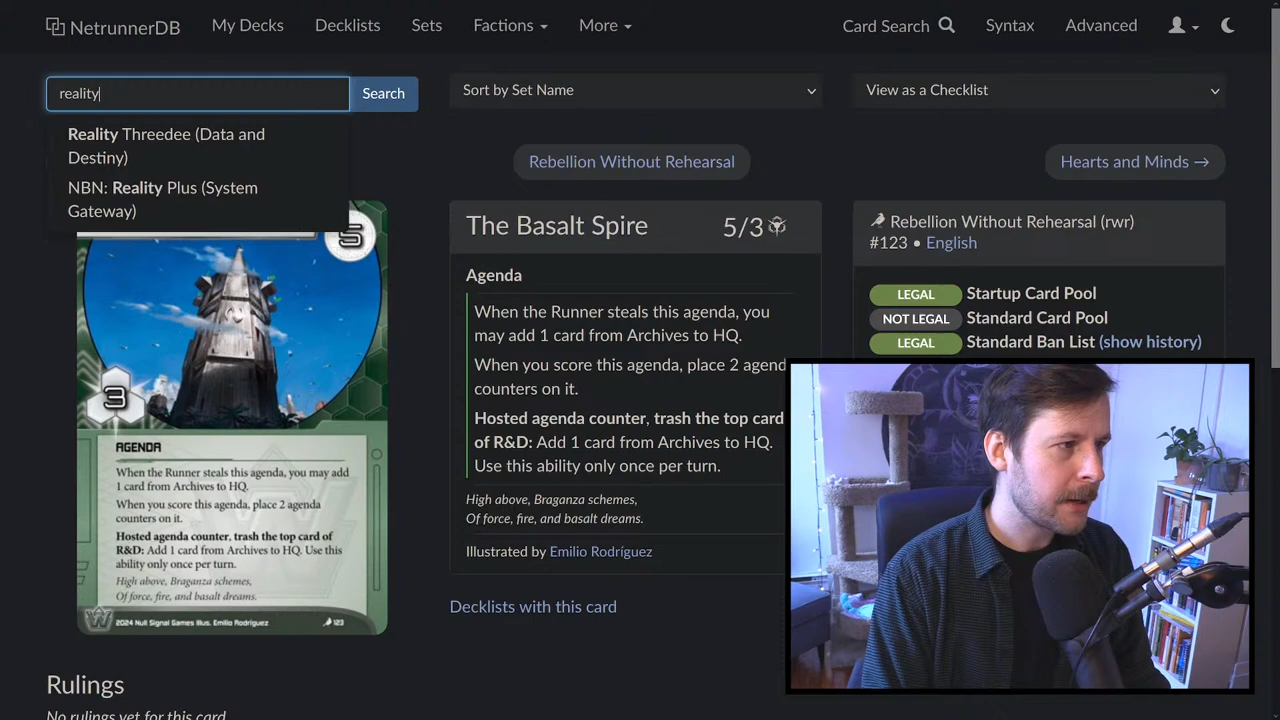 NetrunnerDB My Decks Decklists Sets Factions More Card Search Syntax Advanced
reality Search Sort by Set Name View as a Checklist
Reality Threedee (Data and
Destiny)
NBN: Reality Plus (System
Gateway)
Rebellion Without Rehearsal Hearts and Minds →
5
3
AGENDA
When the Runner steals this agenda, you may add
1 card from Archives to HQ.
When you score this agenda, place 2 agenda
counters on it.
Hosted agenda counter, trash the top card of
R&D: Add 1 card from Archives to HQ. Use this
ability only once per turn.
High above, Braganza schemes,
Of force, fire, and basalt dreams.
2024 Null Signal Games Illus. Emilio Rodríguez 123
The Basalt Spire 5/3
Agenda
When the Runner steals this agenda, you
may add 1 card from Archives to HQ.
When you score this agenda, place 2 agend
counters on it.
Hosted agenda counter, trash the top card
of R&D: Add 1 card from Archives to HQ.
Use this ability only once per turn.
High above, Braganza schemes,
Of force, fire, and basalt dreams.
Illustrated by Emilio Rodríguez
Decklists with this card
Rebellion Without Rehearsal (rwr)
#123 • English
LEGAL Startup Card Pool
NOT LEGAL Standard Card Pool
LEGAL Standard Ban List (show history)
Rulings
No rulings yet for this card